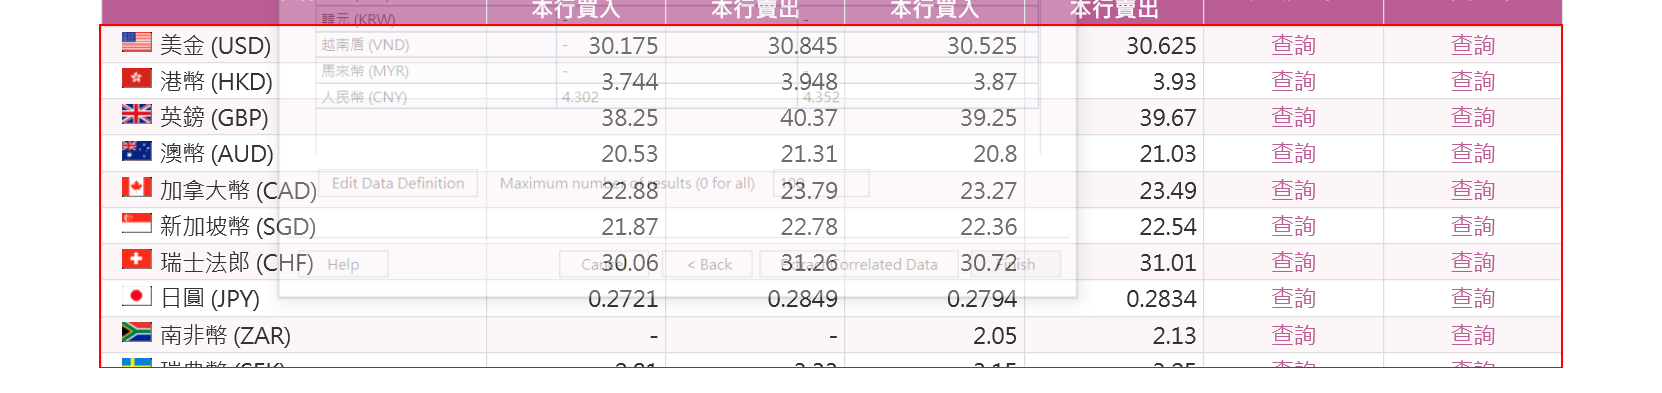 本行買入 本行賣出 本行買入 本行賣出
韓元 (KRW) - -
美金 (USD) 30.175 30.845 30.525 30.625 查詢 查詢
越南盾 (VND) -
港幣 (HKD) 3.744 3.948 3.87 3.93 查詢 查詢
馬來幣 (MYR) -
人民幣 (CNY) 4.302 4.352
英鎊 (GBP) 38.25 40.37 39.25 39.67 查詢 查詢
澳幣 (AUD) 20.53 21.31 20.8 21.03 查詢 查詢
加拿大幣 (CAD) 22.88 23.79 23.27 23.49 查詢 查詢
Edit Data Definition Maximum number of results (0 for all) 100
新加坡幣 (SGD) 21.87 22.78 22.36 22.54 查詢 查詢
瑞士法郎 (CHF) 30.06 31.26 30.72 31.01 查詢 查詢
Help Cancel < Back Extract Correlated Data Finish
日圓 (JPY) 0.2721 0.2849 0.2794 0.2834 查詢 查詢
南非幣 (ZAR) - - 2.05 2.13 查詢 查詢
瑞典幣 (SEK)